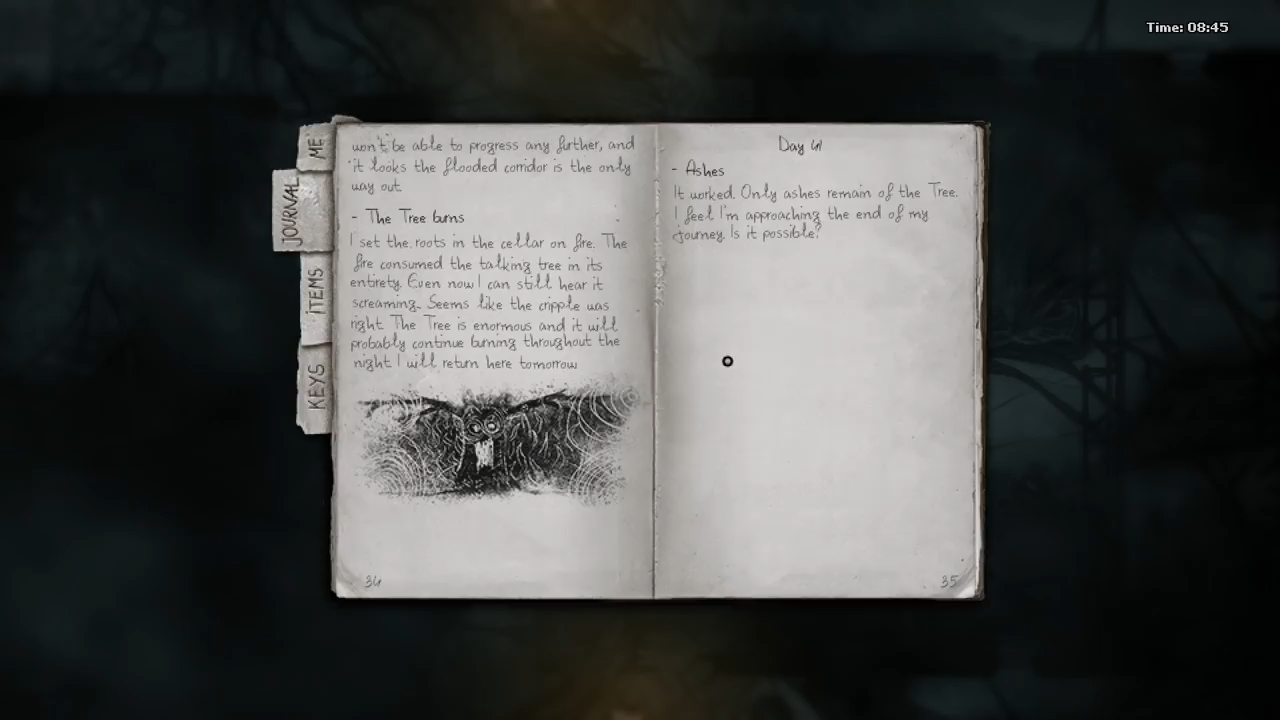 Time: 08:45
ME
JOURNAL
ITEMS
KEYS
won't be able to progress any further, and
it looks the flooded corridor is the only
way out.
- The Tree burns
I set the roots in the cellar on fire. The
fire consumed the talking tree in its
entirety. Even now I can still hear it
screaming. Seems like the cripple was
right. The Tree is enormous and it will
probably continue burning throughout the
night. I will return here tomorrow
34
Day 41
- Ashes
It worked. Only ashes remain of the Tree.
I feel I'm approaching the end of my
journey. Is it possible?
35